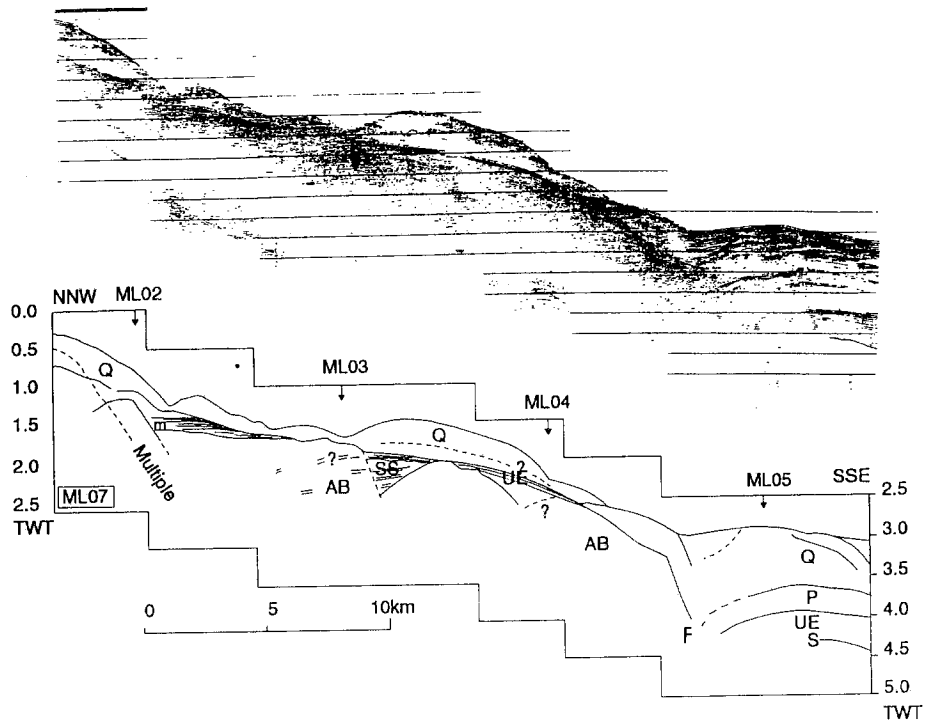 NNW ML02
0.0
0.5
Q
ML03
1.0
ML04
1.5
m
Q
2.0
Multiple
?
SS
?
UE
AB
ML07
2.5
TWT
?
AB
ML05
SSE
2.5
3.0
Q
3.5
P
4.0
F
UE
S
4.5
5.0
TWT
0 5 10km